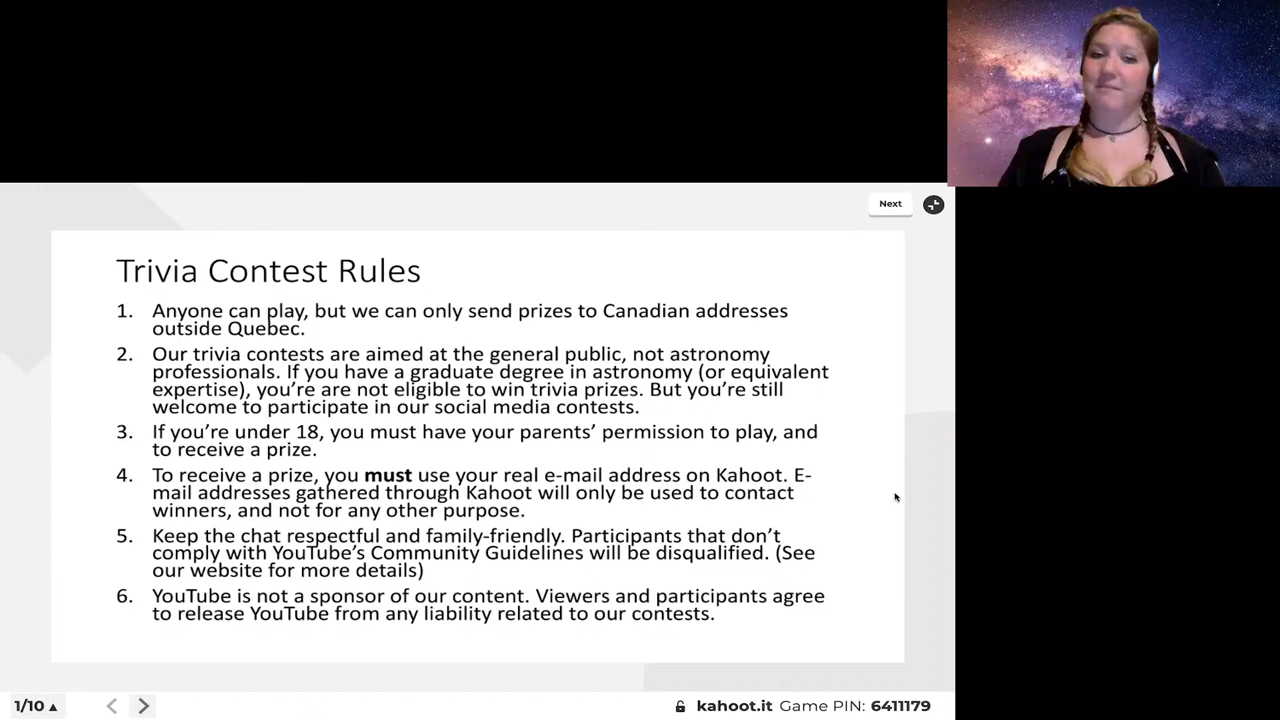 Next
Trivia Contest Rules
1. Anyone can play, but we can only send prizes to Canadian addresses
outside Quebec.
2. Our trivia contests are aimed at the general public, not astronomy
professionals. If you have a graduate degree in astronomy (or equivalent
expertise), you're are not eligible to win trivia prizes. But you're still
welcome to participate in our social media contests.
3. If you're under 18, you must have your parents' permission to play, and
to receive a prize.
4. To receive a prize, you must use your real e-mail address on Kahoot. E-
mail addresses gathered through Kahoot will only be used to contact
winners, and not for any other purpose.
5. Keep the chat respectful and family-friendly. Participants that don't
comply with YouTube's Community Guidelines will be disqualified. (See
our website for more details)
6. YouTube is not a sponsor of our content. Viewers and participants agree
to release YouTube from any liability related to our contests.
1/10 ▲
kahoot.it Game PIN: 6411179